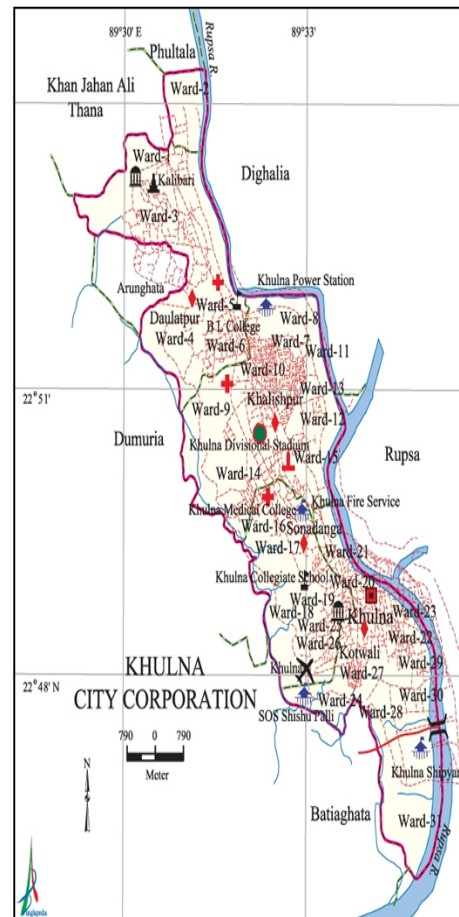 89°30' E
89°33'
Phultala
Rupsa R.
Khan Jahan Ali
Thana
Ward-2
Ward-1
Kalibari
Dighalia
Ward-3
Arunghata
Khulna Power Station
Ward-5
Daulatpur
B L College
Ward-8
Ward-4
Ward-6
Ward-7
Ward-11
Ward-10
22°51'
Ward-13
Khalishpur
Ward-9
Ward-12
Dumuria
Khulna Divisional Stadium
Rupsa
Ward-15
Ward-14
Khulna Medical College
Khulna Fire Service
Ward-16
Sonadanga
Ward-17
Ward-21
Khulna Collegiate School
Ward-20
Ward-19
Ward-18
Khulna
Ward-23
Ward-25
Ward-22
Ward-26
Kotwali
Ward-29
KHULNA
CITY CORPORATION
Khulna
Ward-27
22°48' N
Ward-30
SOS Shishu Palli
Ward-24
Ward-28
790 0 790
Meter
N
Khulna Shipyar
Batiaghata
Ward-31
Rupsa R.
anglapedia